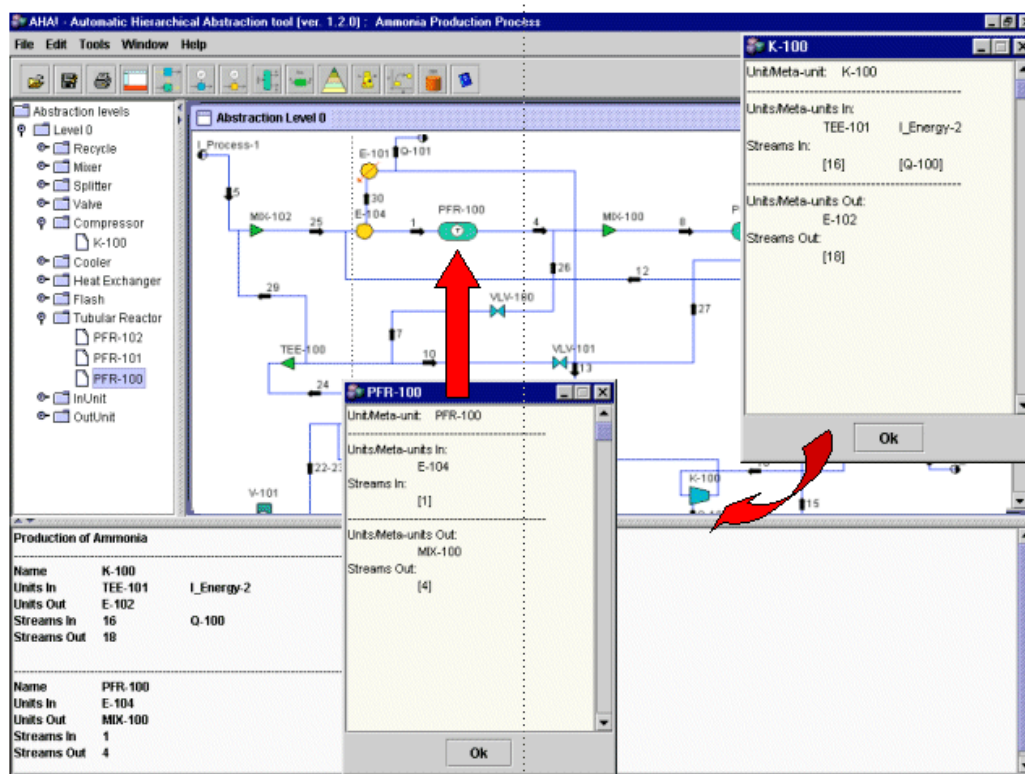 AHA! - Automatic Hierarchical Abstraction tool (ver. 1.2.0) : Ammonia Production Process
File Edit Tools Window Help
Abstraction levels
Level 0
Recycle
Mixer
Splitter
Valve
Compressor
K-100
Cooler
Heat Exchanger
Flash
Tubular Reactor
PFR-102
PFR-101
PFR-100
InUnit
OutUnit
Abstraction Level 0
I_Process-1
E-101
Q-101
5
30
MIX-102
25
E-104
1
PFR-100
4
MIX-100
8
26
12
29
VLV-100
27
7
TEE-100
10
VLV-101
13
24
22-23
V-101
K-100
15
K-100
Unit/Meta-unit: K-100
Units/Meta-units In:
TEE-101 I_Energy-2
Streams In:
[16] [Q-100]
Units/Meta-units Out:
E-102
Streams Out:
[18]
Ok
PFR-100
Unit/Meta-unit: PFR-100
Units/Meta-units In:
E-104
Streams In:
[1]
Units/Meta-units Out:
MIX-100
Streams Out:
[4]
Ok
Production of Ammonia
Name K-100
Units In TEE-101 I_Energy-2
Units Out E-102
Streams In 16 Q-100
Streams Out 18
Name PFR-100
Units In E-104
Units Out MIX-100
Streams In 1
Streams Out 4